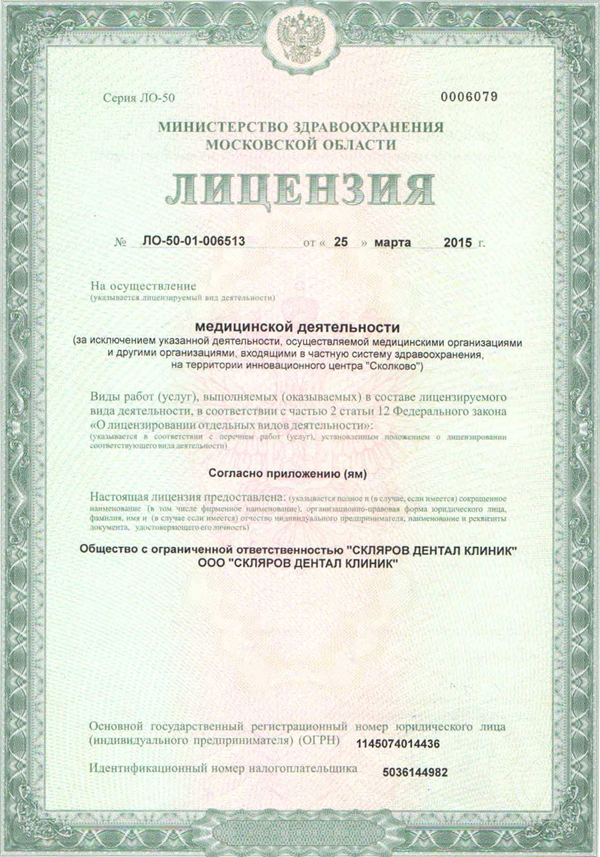 Серия ЛО-50
0006079
МИНИСТЕРСТВО ЗДРАВООХРАНЕНИЯ
МОСКОВСКОЙ ОБЛАСТИ
ЛИЦЕНЗИЯ
№ ЛО-50-01-006513 от « 25 » марта 2015 г.
На осуществление
(указывается лицензируемый вид деятельности)
медицинской деятельности
(за исключением указанной деятельности, осуществляемой медицинскими организациями
и другими организациями, входящими в частную систему здравоохранения,
на территории инновационного центра "Сколково")
Виды работ (услуг), выполняемых (оказываемых) в составе лицензируемого
вида деятельности, в соответствии с частью 2 статьи 12 Федерального закона
«О лицензировании отдельных видов деятельности»:
(указывается в соответствии с перечнем работ (услуг), установленным положением о лицензировании
соответствующего вида деятельности)
Согласно приложению (ям)
Настоящая лицензия предоставлена: (указывается полное и (в случае, если имеется) сокращенное
наименование (в том числе фирменное наименование), организационно-правовая форма юридического лица,
фамилия, имя и (в случае если имеется) отчество индивидуального предпринимателя, наименование и реквизиты
документа, удостоверяющего его личность)
Общество с ограниченной ответственностью "СКЛЯРОВ ДЕНТАЛ КЛИНИК"
ООО "СКЛЯРОВ ДЕНТАЛ КЛИНИК"
Основной государственный регистрационный номер юридического лица
(индивидуального предпринимателя) (ОГРН) 1145074014436
Идентификационный номер налогоплательщика 5036144982